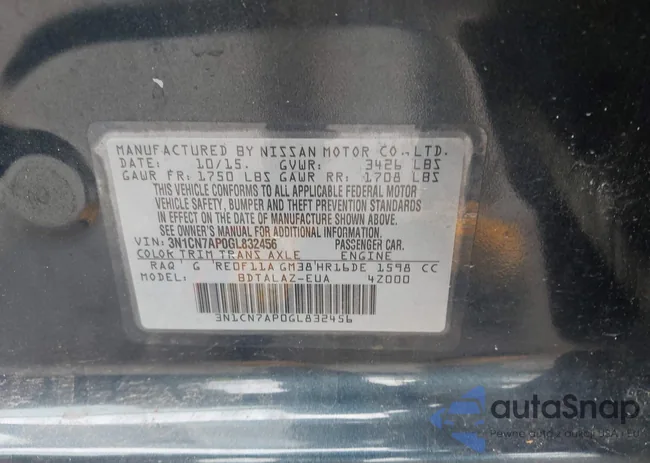 MANUFACTURED BY NISSAN MOTOR CO., LTD.
DATE: 10/15. GVWR: 3426 LBS
GAWR FR: 1750 LBS GAWR RR: 1708 LBS
THIS VEHICLE CONFORMS TO ALL APPLICABLE FEDERAL MOTOR
VEHICLE SAFETY, BUMPER AND THEFT PREVENTION STANDARDS
IN EFFECT ON THE DATE OF MANUFACTURE SHOWN ABOVE.
SEE OWNER'S MANUAL FOR ADDITIONAL INFORMATION.
VIN: 3N1CN7AP0GL832456 PASSENGER CAR.
COLOR TRIM TRANS AXLE ENGINE
RAQ G RE0F11A GM38 HR16DE 1598 CC
MODEL: BDTALAZ-EUA 4Z000
3N1CN7AP0GL832456
autoSnap
Pewne auta z